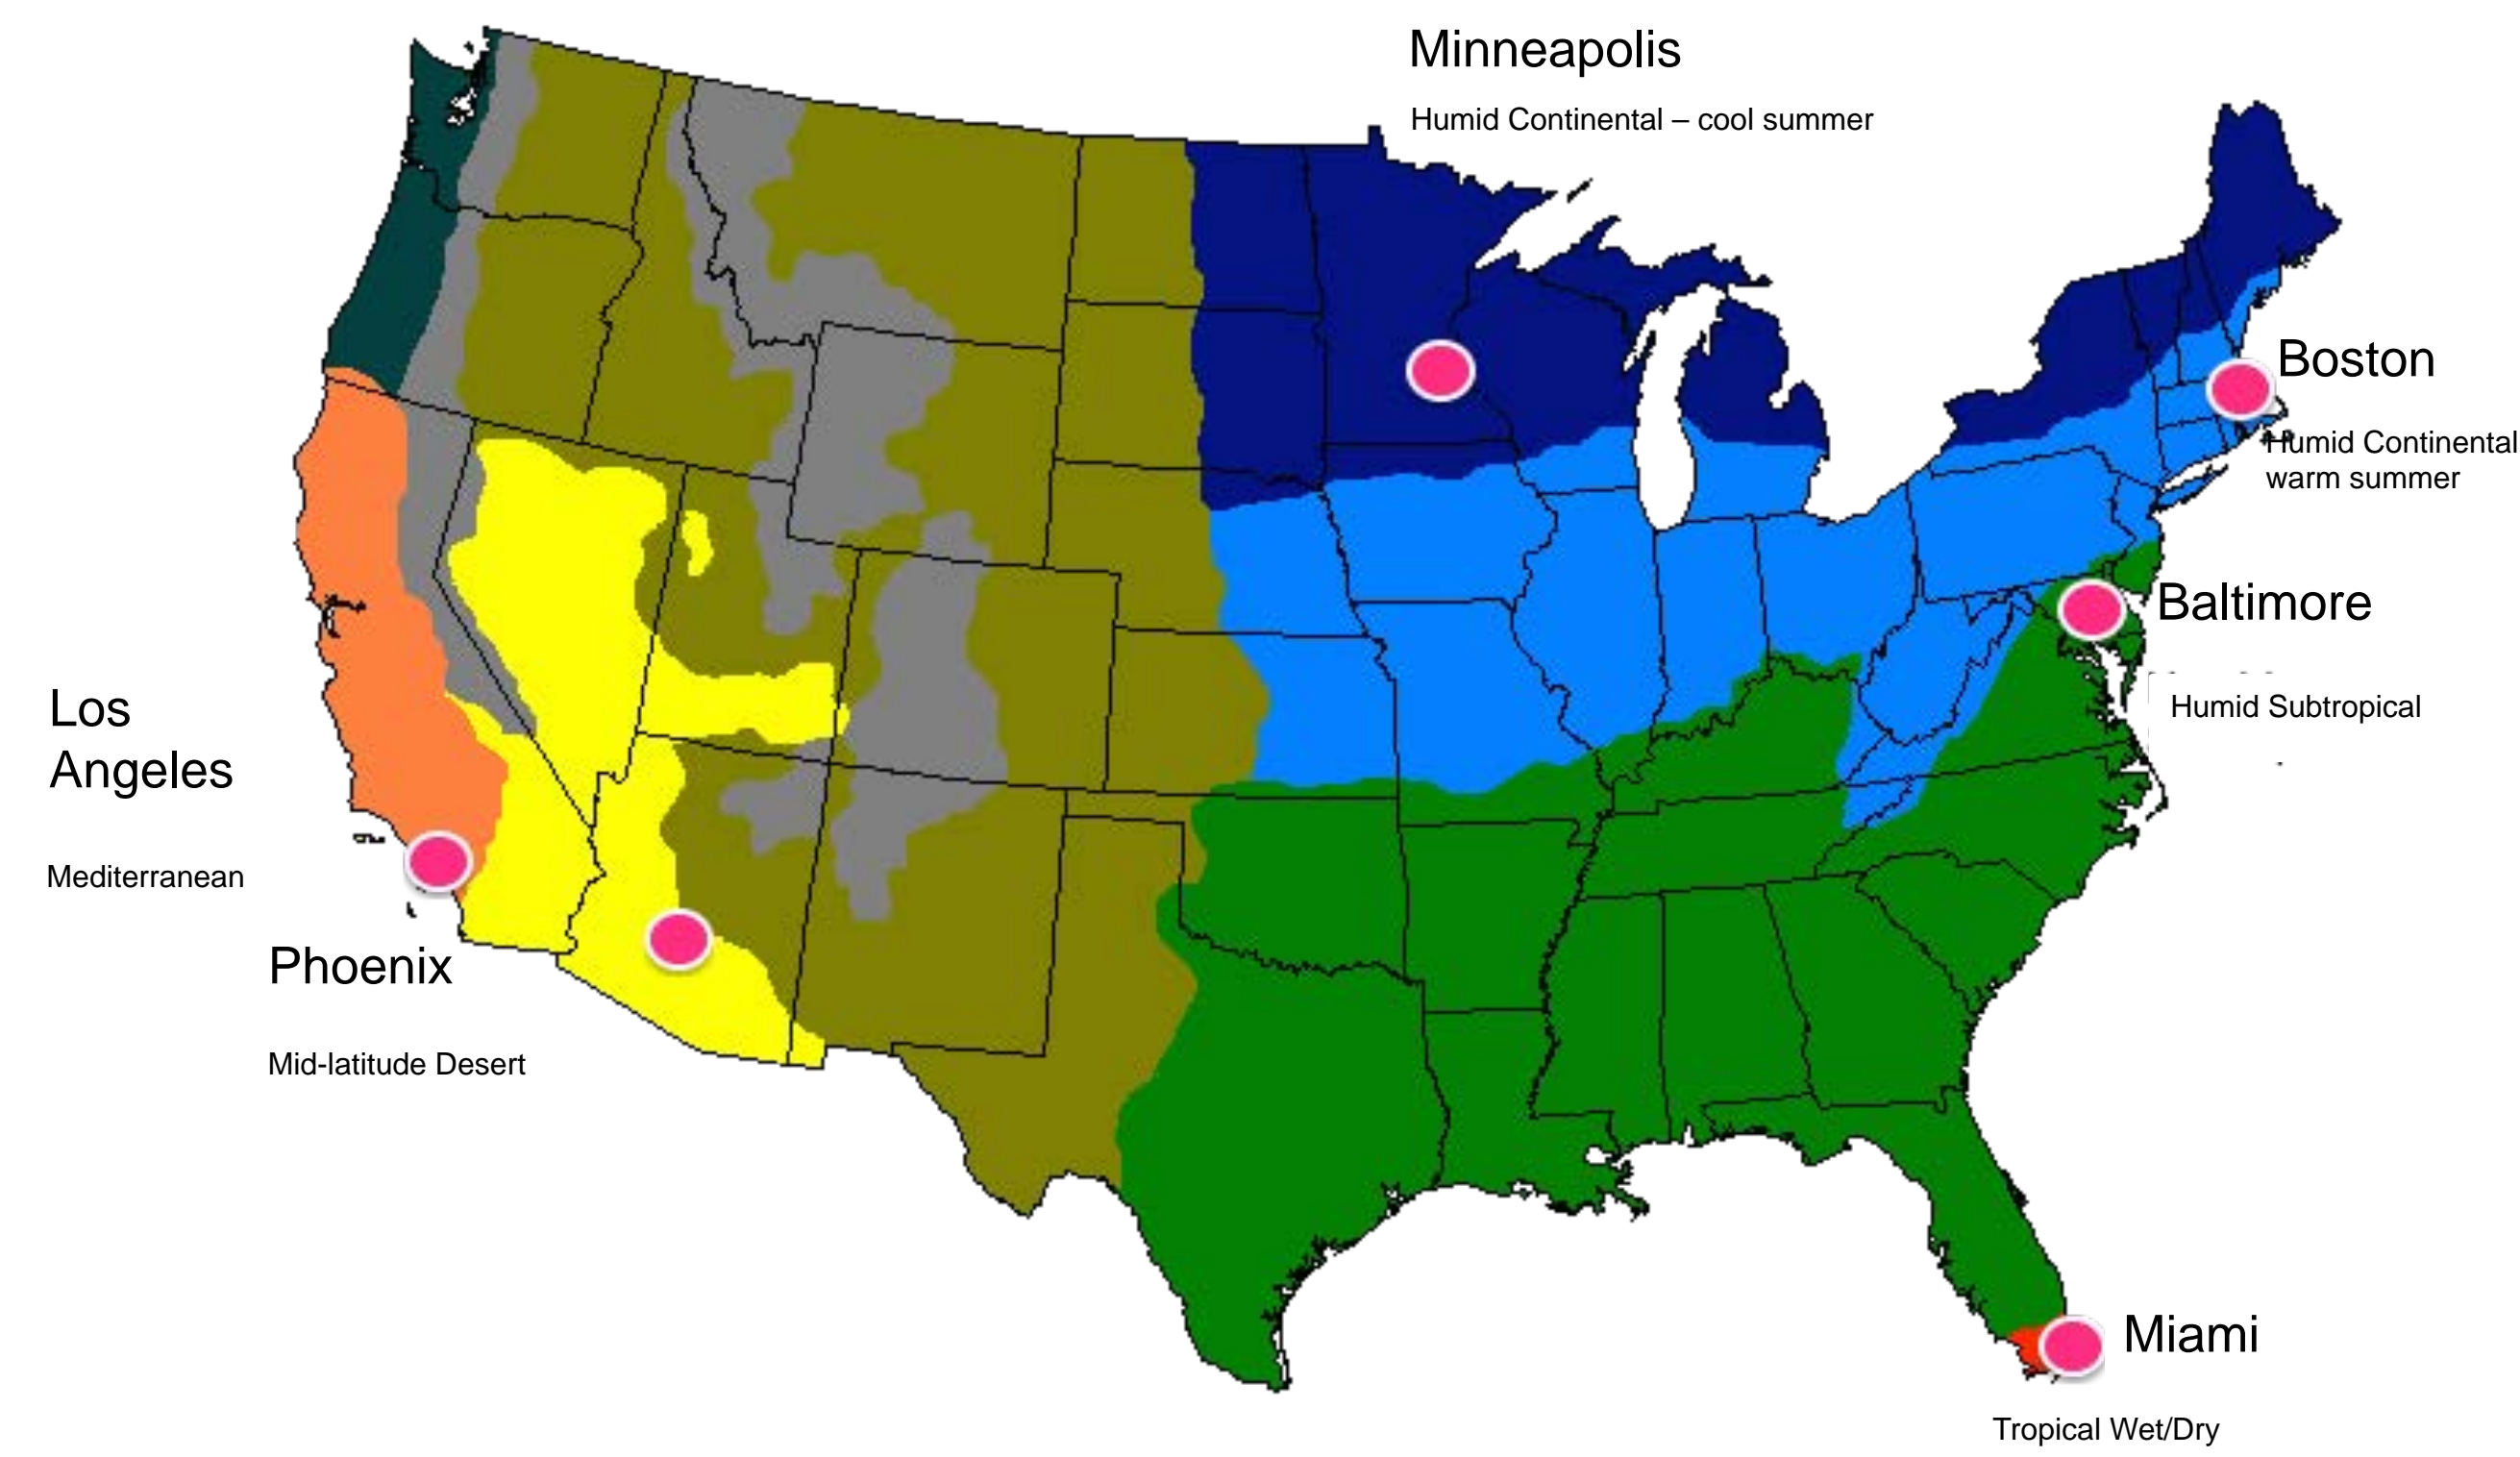 Minneapolis
Humid Continental – cool summer
Boston
Humid Continental
warm summer
Baltimore
Humid Subtropical
Los
Angeles
Mediterranean
Phoenix
Mid-latitude Desert
Miami
Tropical Wet/Dry